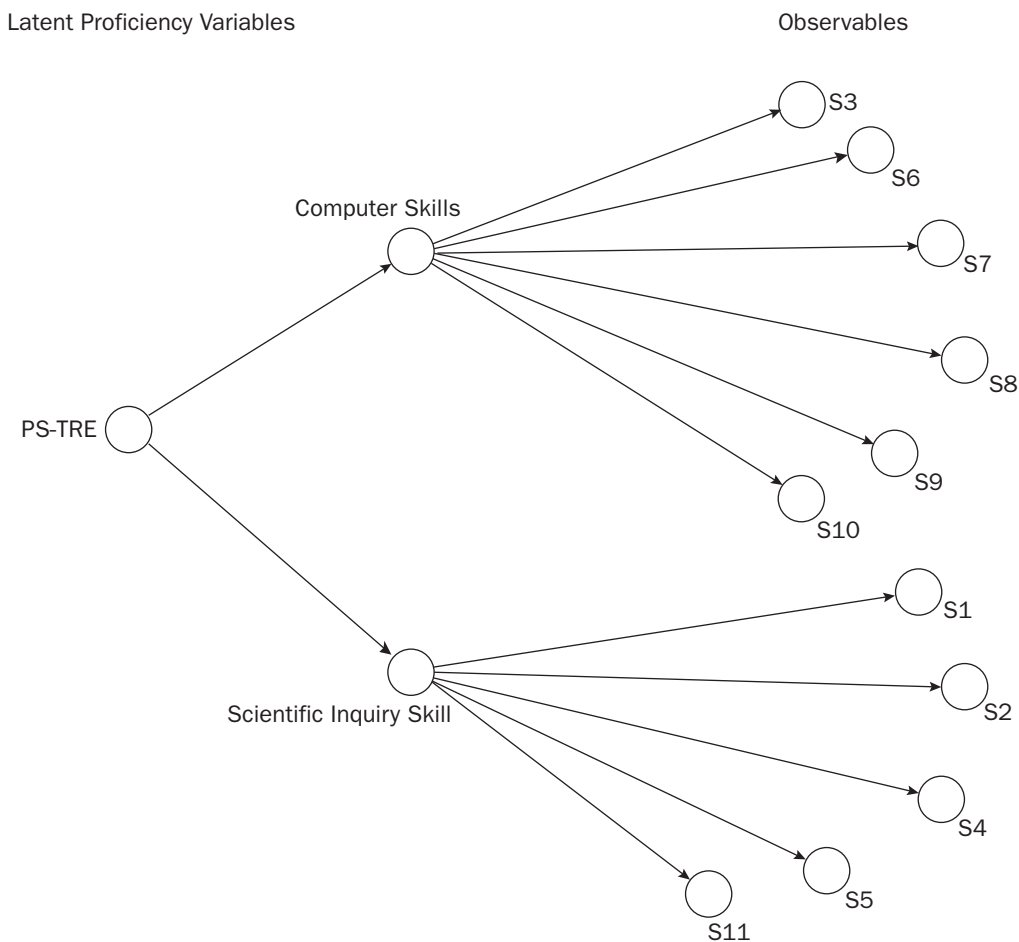 Latent Proficiency Variables
Observables
S3
S6
Computer Skills
S7
S8
PS-TRE
S9
S10
S1
Scientific Inquiry Skill
S2
S4
S5
S11